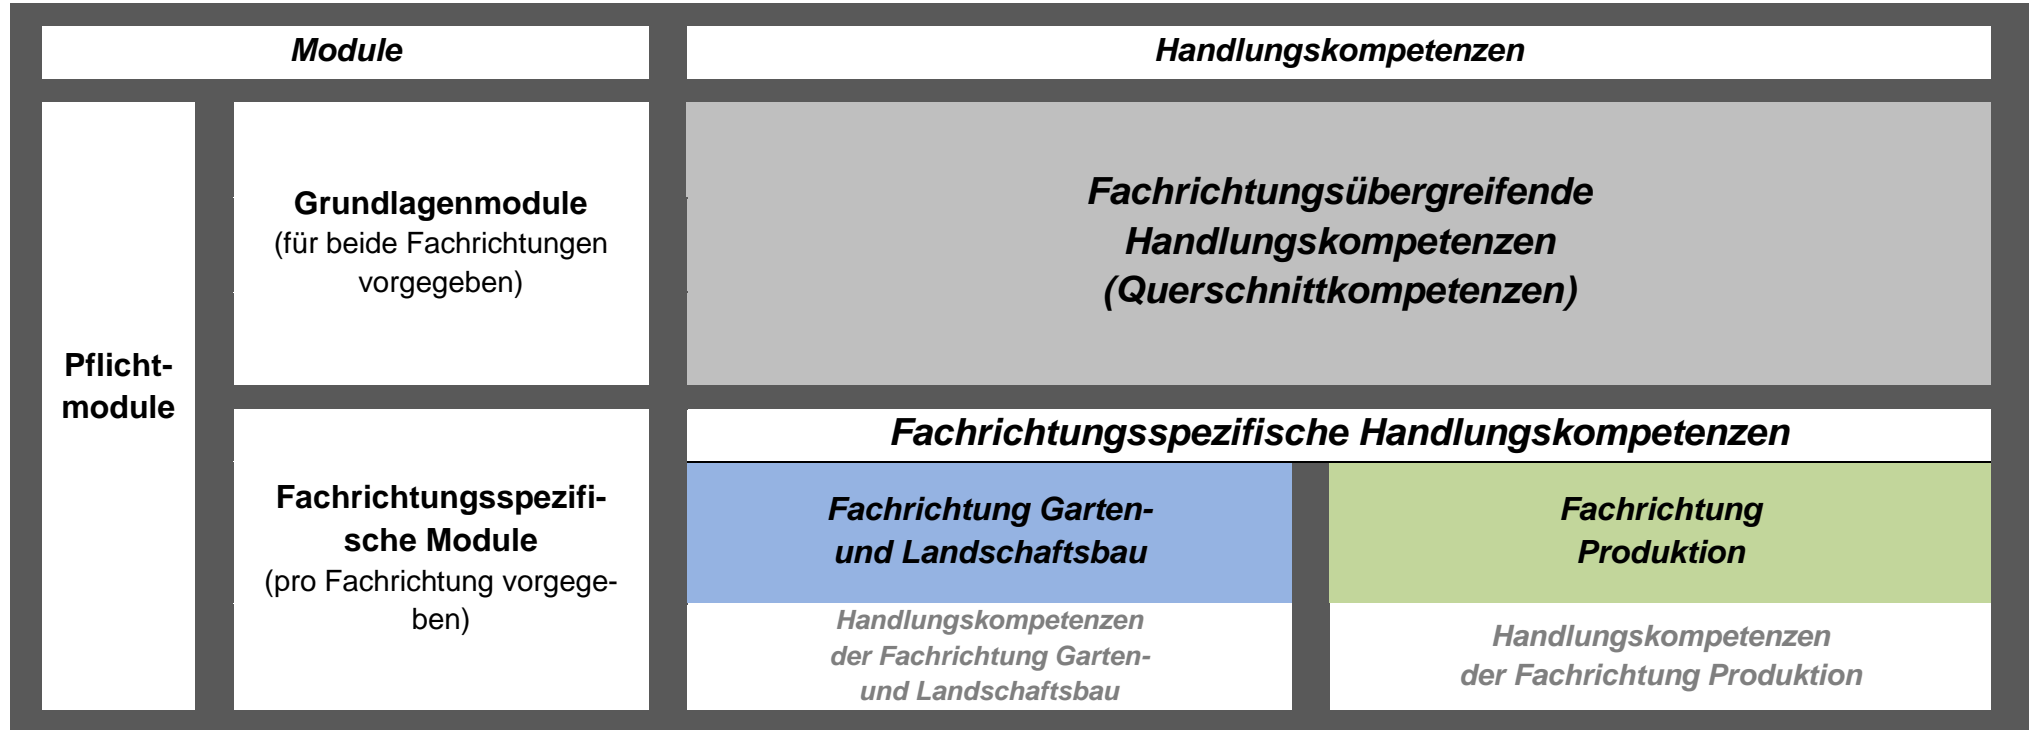 Module
Handlungskompetenzen
Pflicht-
module
Grundlagenmodule
(für beide Fachrichtungen
vorgegeben)
Fachrichtungsübergreifende
Handlungskompetenzen
(Querschnittkompetenzen)
Fachrichtungsspezifi-
sche Module
(pro Fachrichtung vorgege-
ben)
Fachrichtungsspezifische Handlungskompetenzen
Fachrichtung Garten-
und Landschaftsbau
Fachrichtung
Produktion
Handlungskompetenzen
der Fachrichtung Garten-
und Landschaftsbau
Handlungskompetenzen
der Fachrichtung Produktion